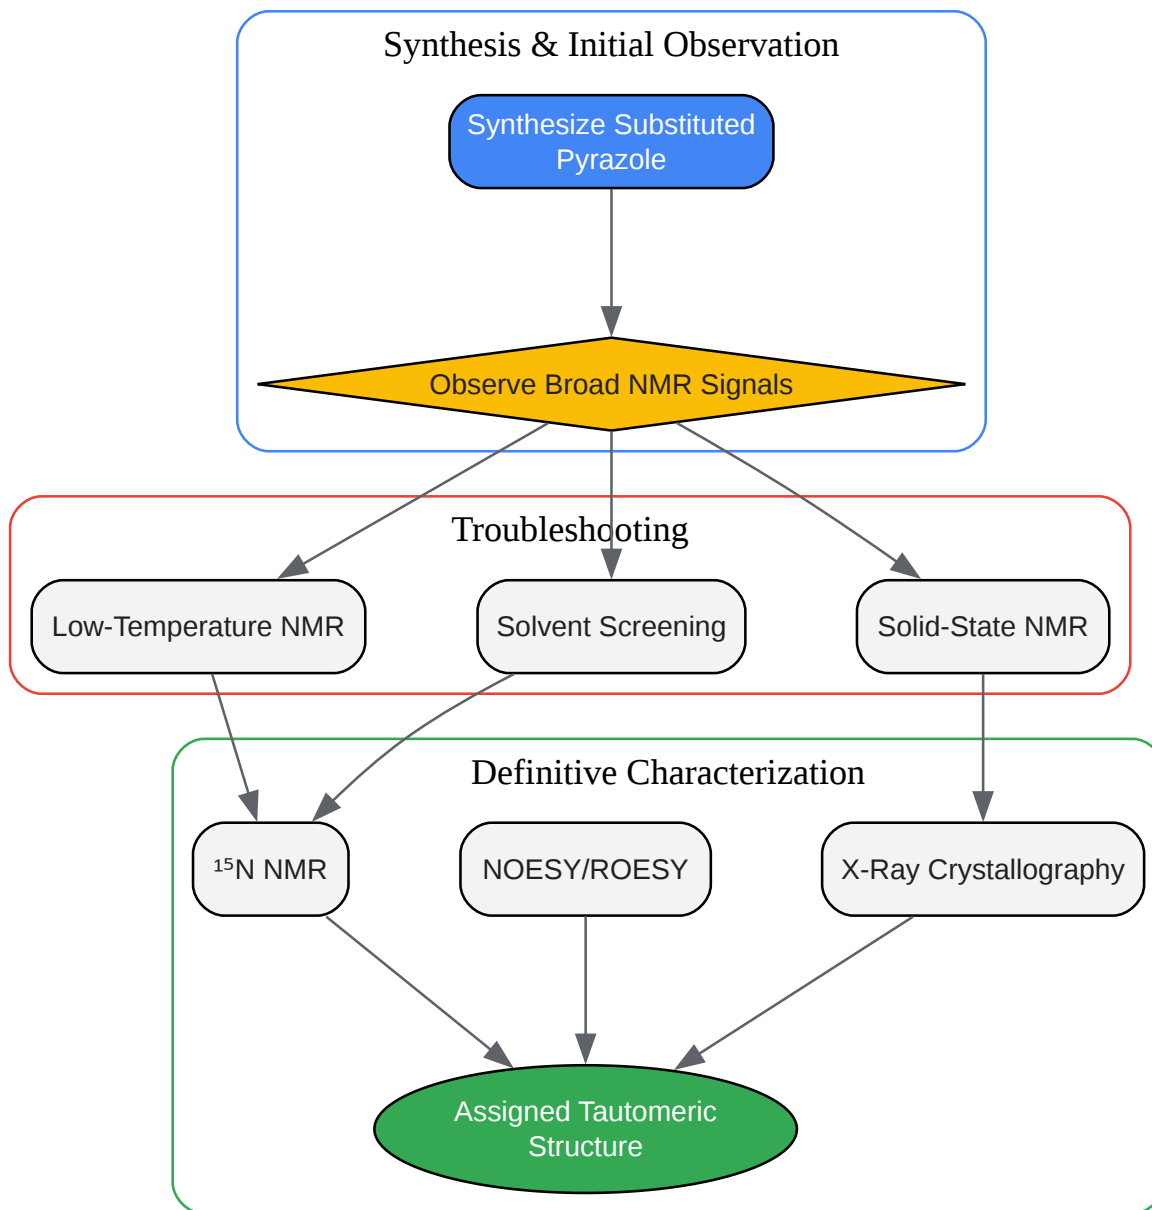 Synthesis & Initial Observation
Synthesize Substituted
Pyrazole
Observe Broad NMR Signals
Troubleshooting
Low-Temperature NMR
Solvent Screening
Solid-State NMR
Definitive Characterization
¹⁵N NMR
NOESY/ROESY
X-Ray Crystallography
Assigned Tautomeric
Structure